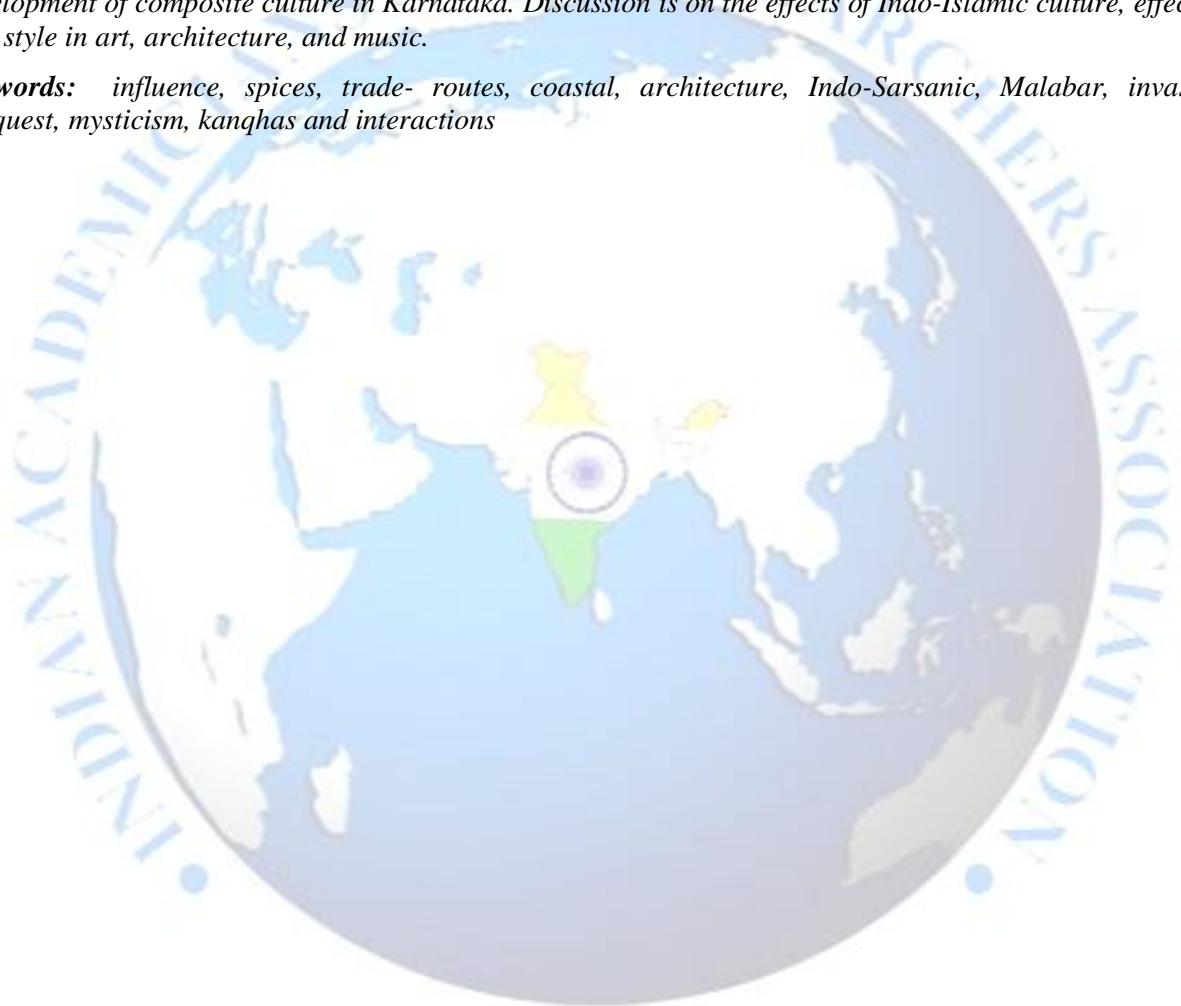 lopment of composite culture in Karnataka. Discussion is on the effects of Indo-Islamic culture, effec
style in art, architecture, and music.
words: influence, spices, trade- routes, coastal, architecture, Indo-Sarsanic, Malabar, invas
quest, mysticism, kanqhas and interactions
INDIAN ACADEMIC RCHERS ASSOCIATION